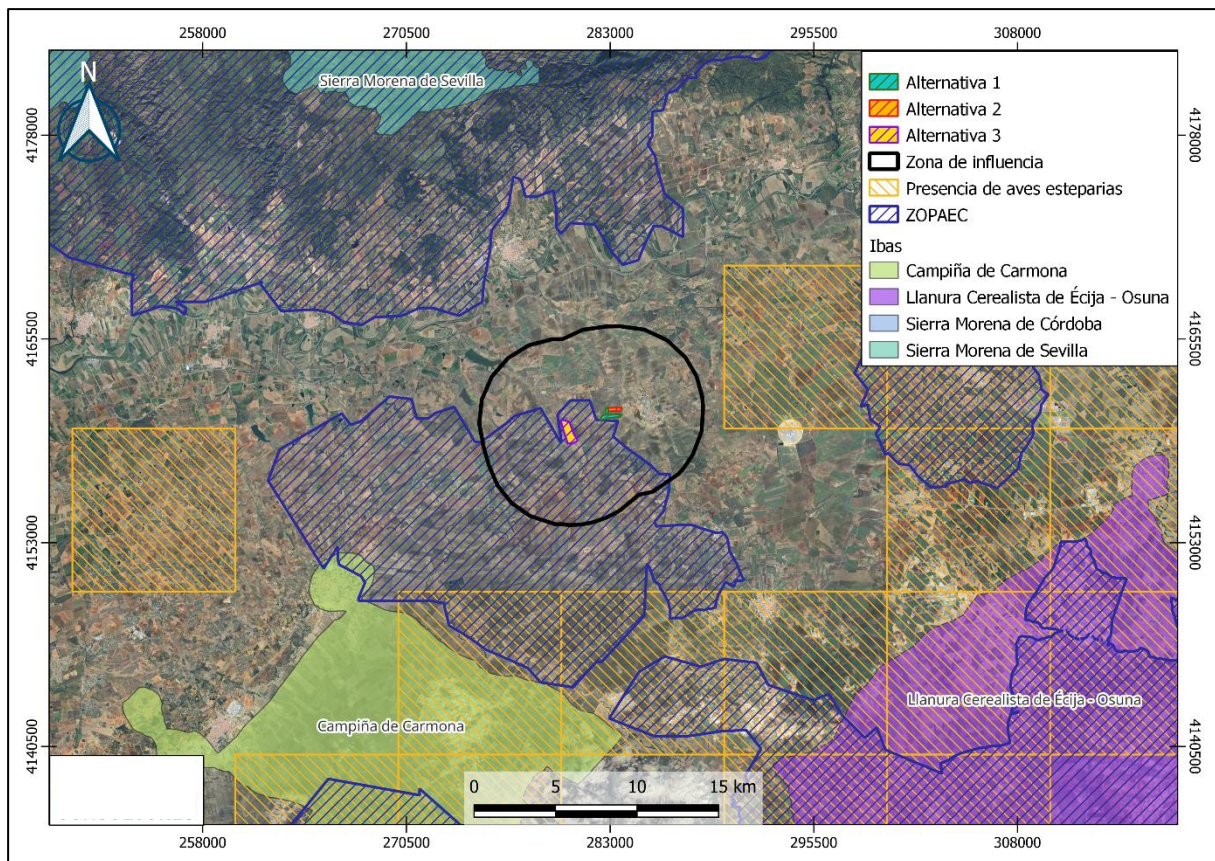 258000 270500 283000 295500 308000
N
Sierra Morena de Sevilla
4178000
4178000
4165500
4165500
4153000
4153000
4140500
4140500
Alternativa 1
Alternativa 2
Alternativa 3
Zona de influencia
Presencia de aves esteparias
ZOPAEC
Ibas
Campiña de Carmona
Llanura Cerealista de Écija - Osuna
Sierra Morena de Córdoba
Sierra Morena de Sevilla
Llanura Cerealista de Écija - Osuna
Campiña de Carmona
0 5 10 15 km
258000 270500 283000 295500 308000